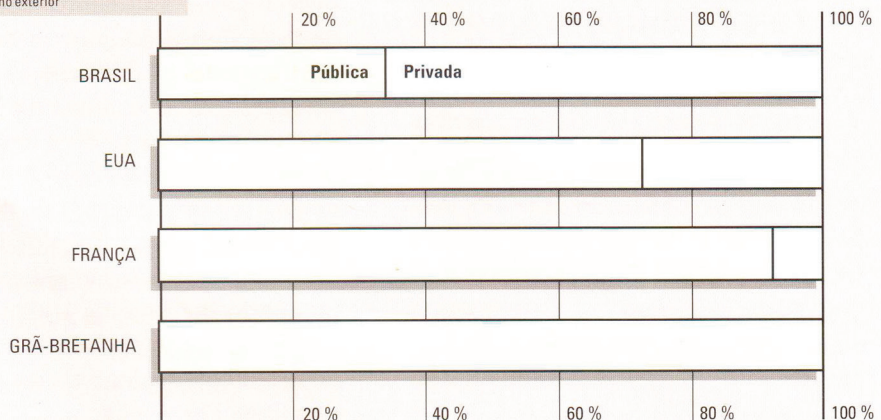 no exterior
20 % 40 % 60 % 80 % 100 %
BRASIL Pública Privada
EUA
FRANÇA
GRÃ-BRETANHA
20 % 40 % 60 % 80 % 100 %